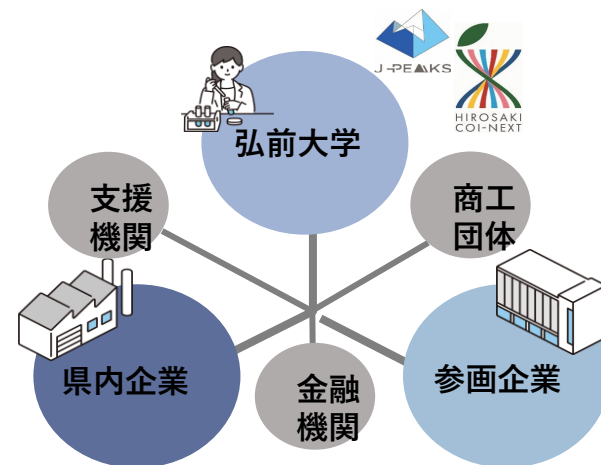 J-PEAKS
HIROSAKI
COI-NEXT
弘前大学
支援
機関
商工
団体
県内企業
金融
機関
参画企業